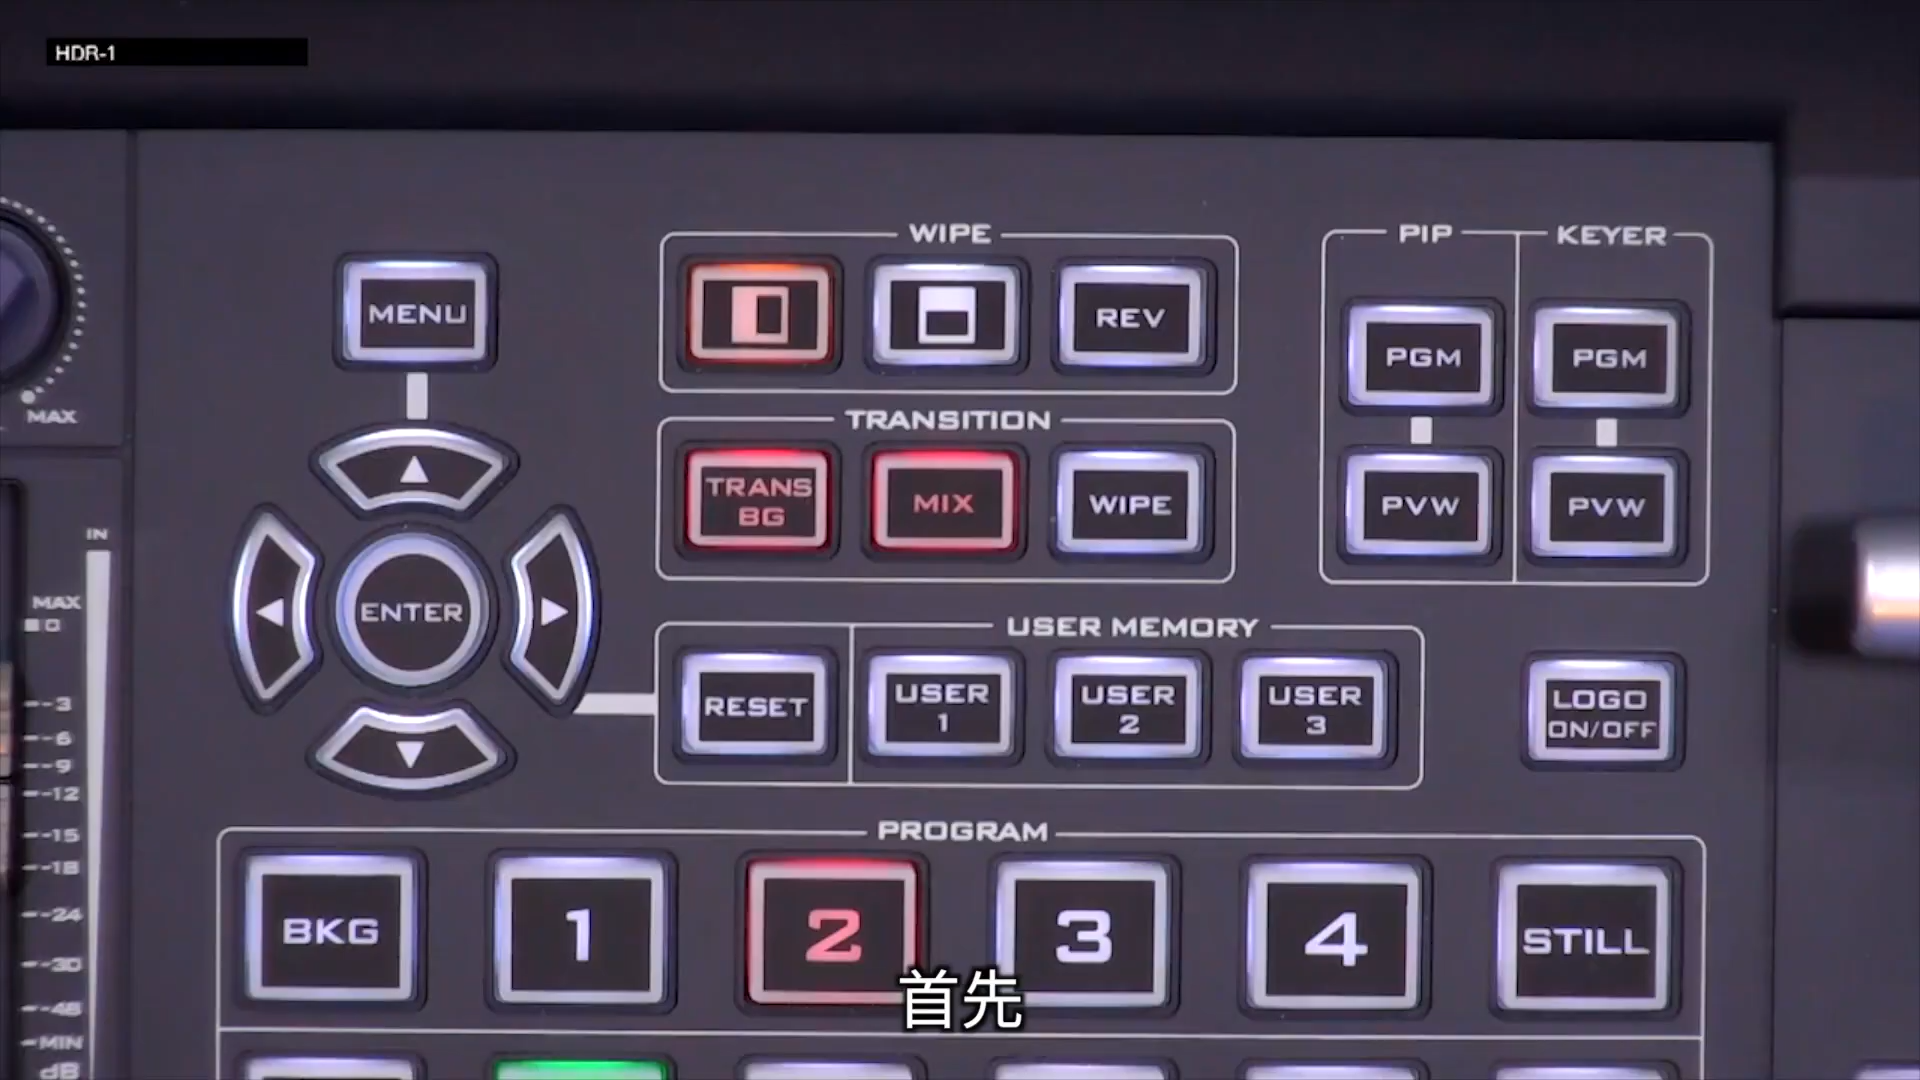 HDR-1
WIPE
PIP
KEYER
MENU
REV
PGM
PGM
MAX
TRANSITION
TRANS
BG
MIX
WIPE
PVW
PVW
IN
MAX
ENTER
USER MEMORY
RESET
USER
1
USER
2
USER
3
LOGO
ON/OFF
-3
-6
-9
-12
-15
-18
-24
-30
-48
MIN
dB
PROGRAM
BKG
1
2
3
4
STILL
首先